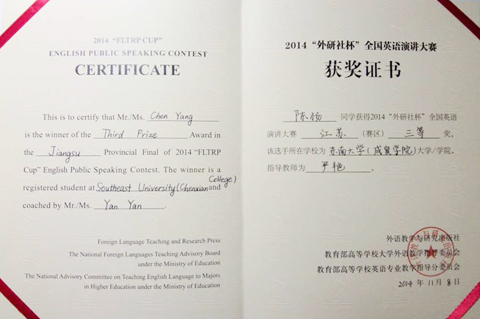 2014 “FLTRP CUP”
ENGLISH PUBLIC SPEAKING CONTEST
CERTIFICATE
This is to certify that Mr./Ms. Chen Yang
is the winner of the Third Prize Award in
the Jiangsu Provincial Final of 2014 “FLTRP
Cup” English Public Speaking Contest. The winner is a
registered student at Southeast University (Chenxian College) and
coached by Mr./Ms. Yan Yan
Foreign Language Teaching and Research Press
The National Foreign Languages Teaching Advisory Board
under the Ministry of Education
The National Advisory Committee on Teaching English Language to Majors
in Higher Education under the Ministry of Education
2014 “外研社杯” 全国英语演讲大赛
获奖证书
陈扬 同学获得2014 “外研社杯” 全国英语
演讲大赛 江苏 (赛区) 三等 奖。
该选手所在学校为 东南大学(成贤学院) 大学/学院。
指导教师为 严艳
外语教学与研究出版社
教育部高等学校大学外语教学指导委员会
教育部高等学校英语专业教学指导分委员会
2014 年 11 月 8 日